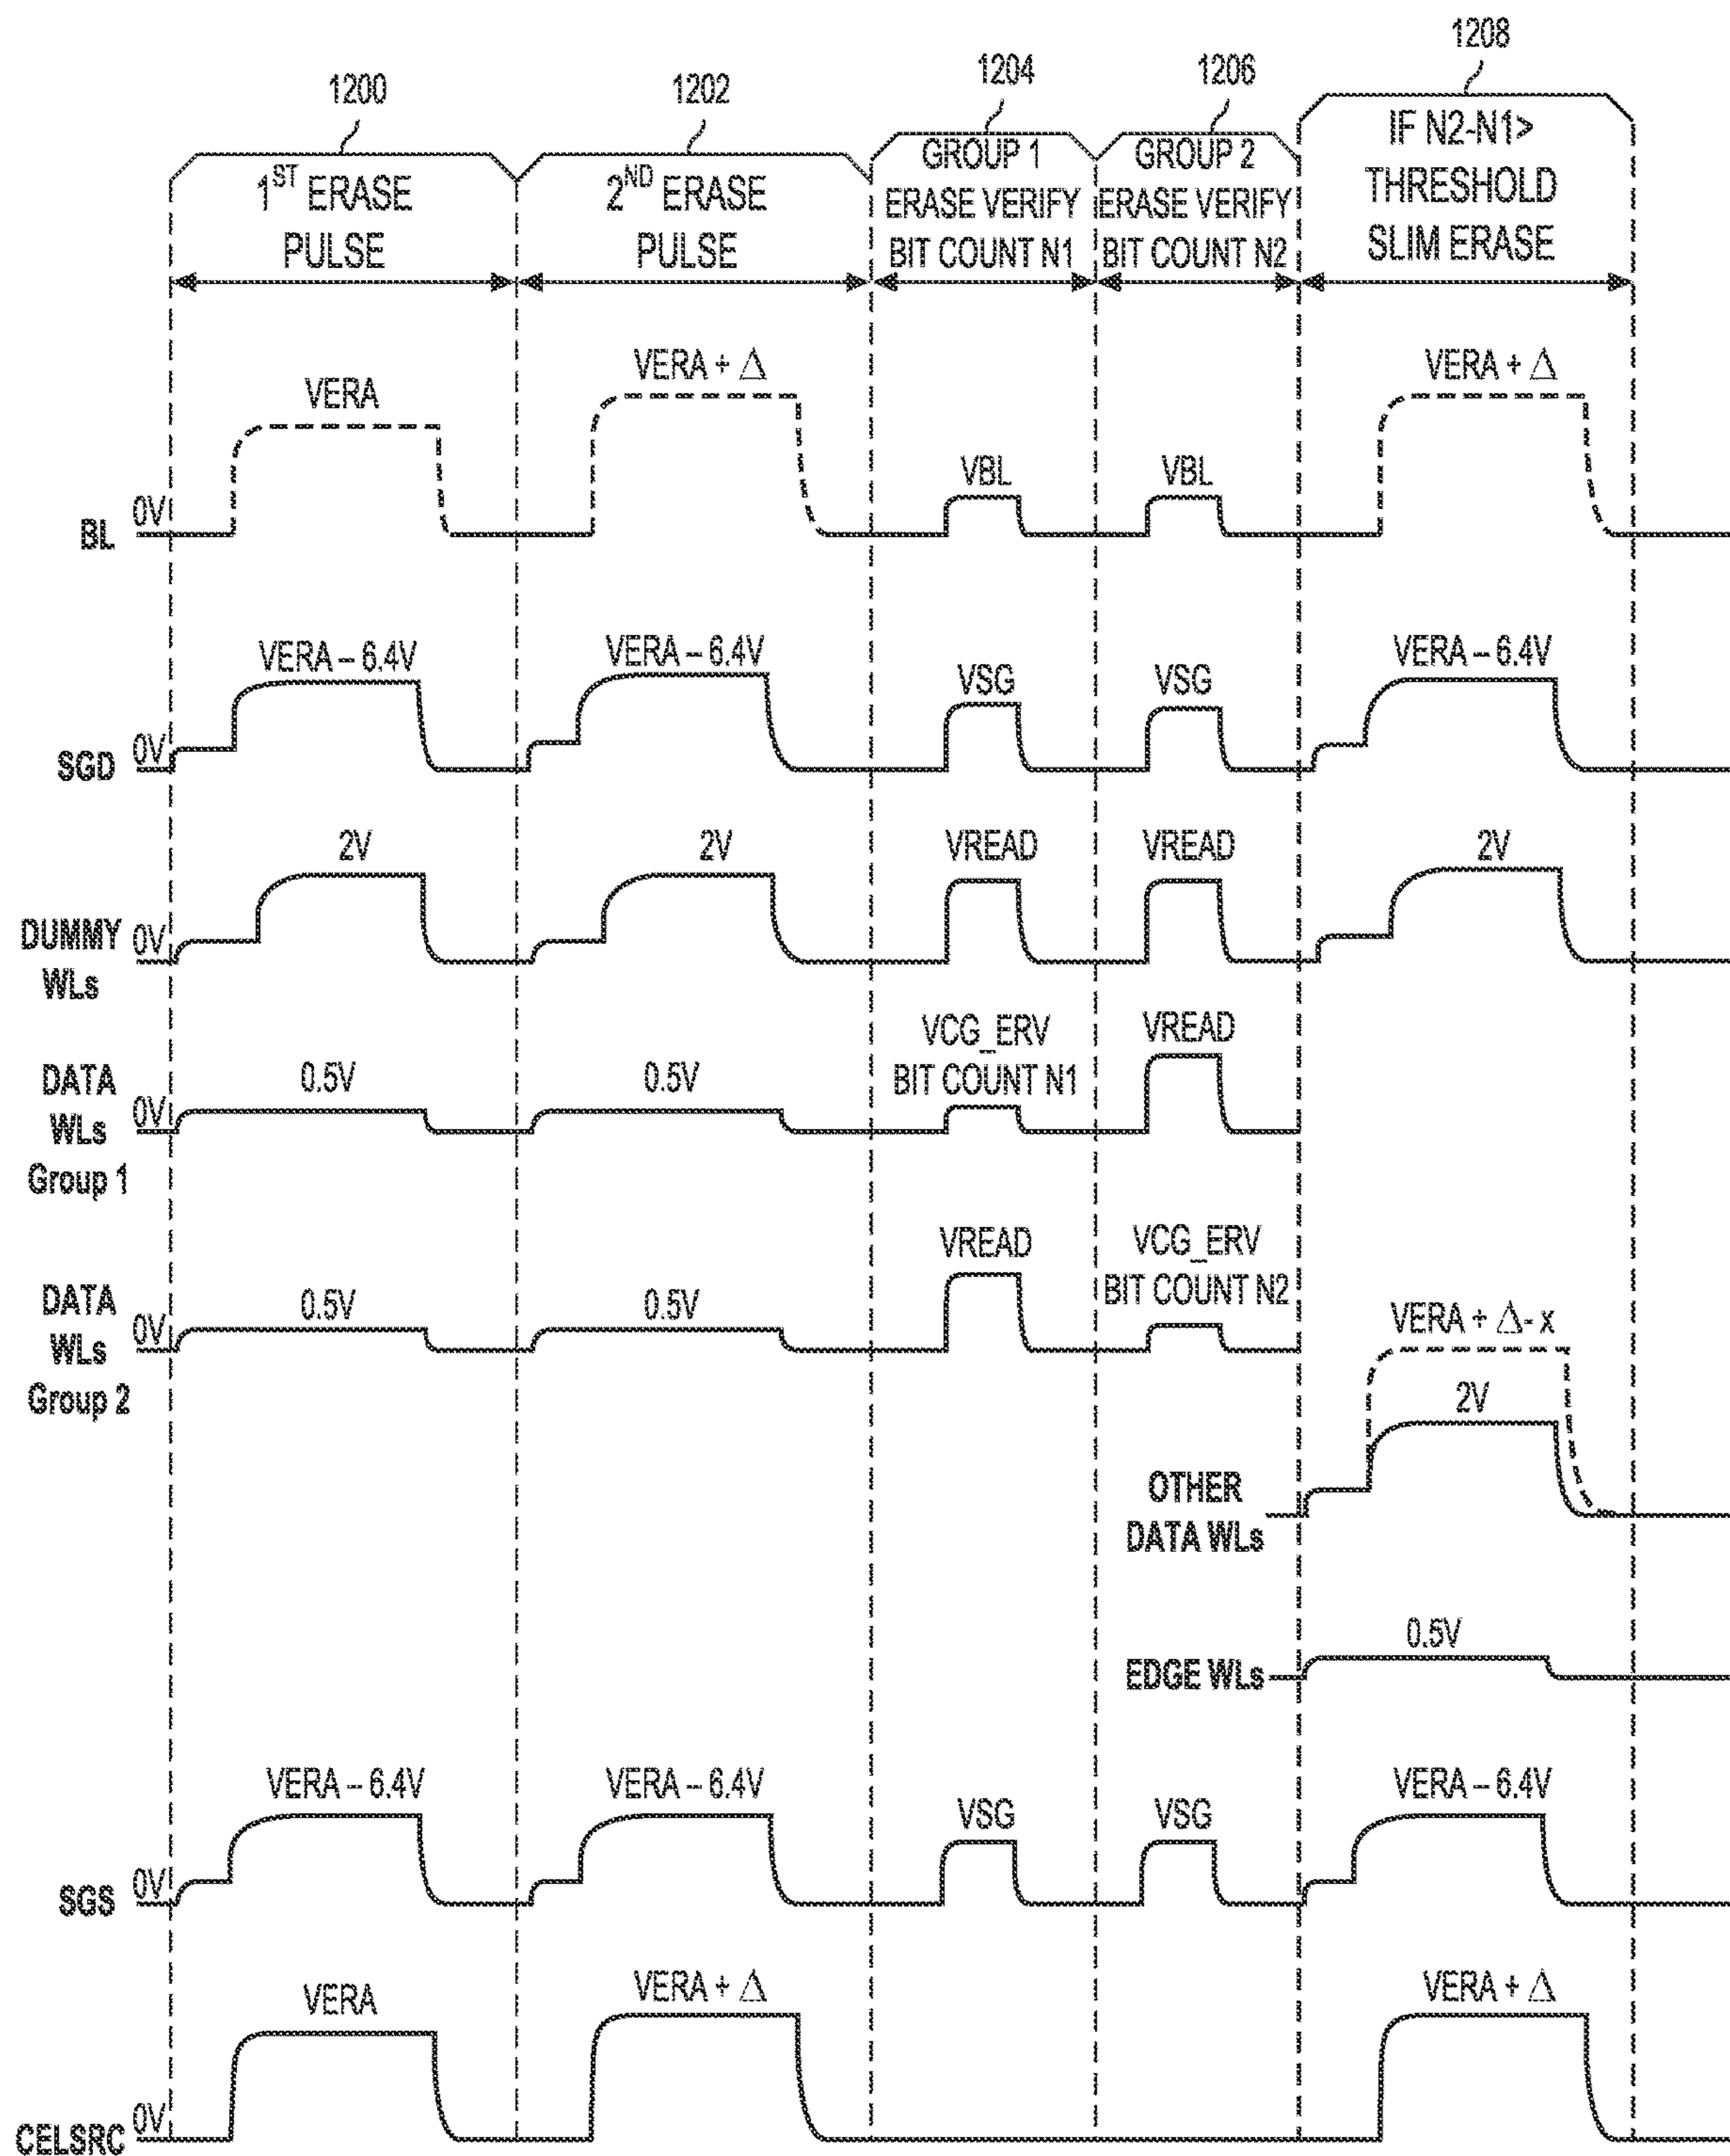 1200
1202
1204
1206
1208
1ST ERASE
PULSE
2ND ERASE
PULSE
GROUP 1
ERASE VERIFY
BIT COUNT N1
GROUP 2
ERASE VERIFY
BIT COUNT N2
IF N2-N1>
THRESHOLD
SLIM ERASE
BL
0V
VERA
VERA + Δ
VBL
VBL
VERA + Δ
SGD
0V
VERA – 6.4V
VERA – 6.4V
VSG
VSG
VERA – 6.4V
DUMMY
WLs
0V
2V
2V
VREAD
VREAD
2V
DATA
WLs
Group 1
0V
0.5V
0.5V
VCG_ERV
BIT COUNT N1
VREAD
DATA
WLs
Group 2
0V
0.5V
0.5V
VREAD
VCG_ERV
BIT COUNT N2
OTHER
DATA WLs
VERA + Δ- x
2V
EDGE WLs
0.5V
SGS
0V
VERA – 6.4V
VERA – 6.4V
VSG
VSG
VERA – 6.4V
CELSRC
0V
VERA
VERA + Δ
VERA + Δ